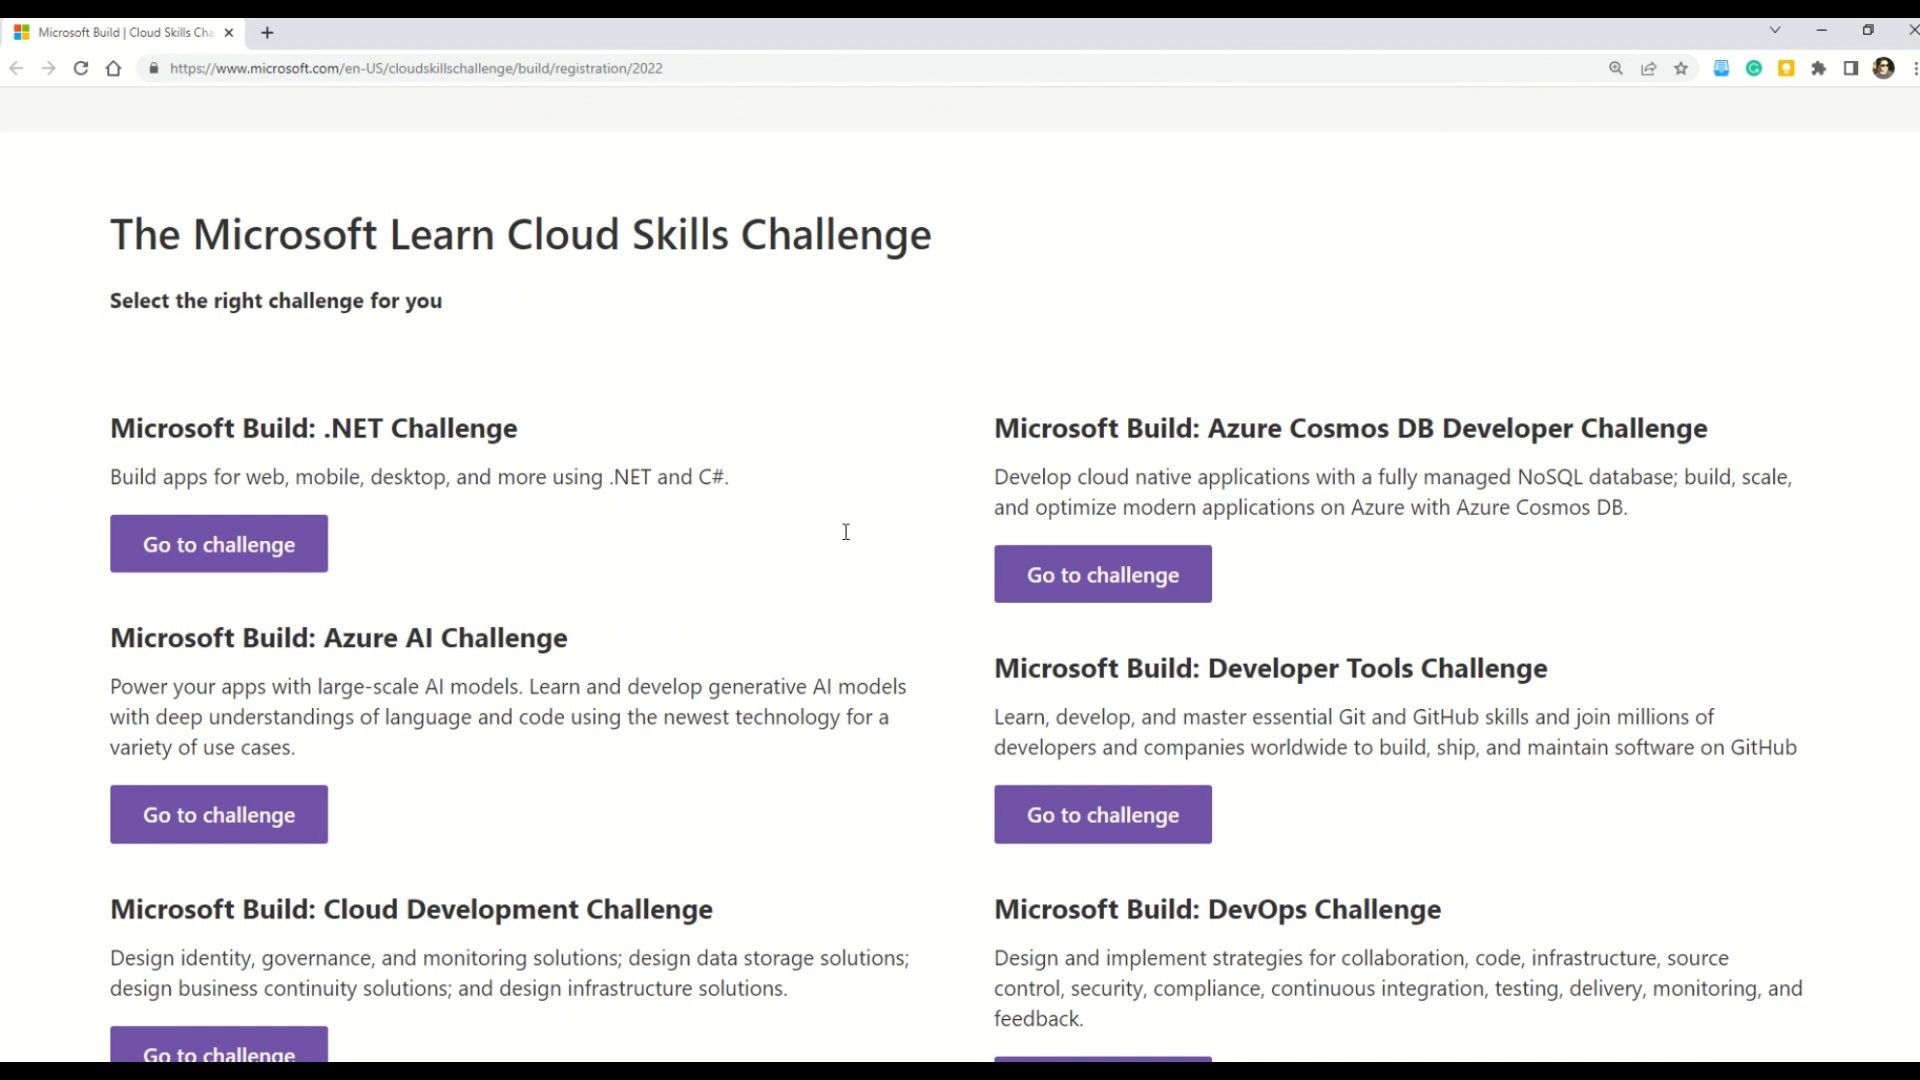 Microsoft Build | Cloud Skills Cha
https://www.microsoft.com/en-US/cloudskillschallenge/build/registration/2022
The Microsoft Learn Cloud Skills Challenge
Select the right challenge for you
Microsoft Build: .NET Challenge
Build apps for web, mobile, desktop, and more using .NET and C#.
Go to challenge
Microsoft Build: Azure AI Challenge
Power your apps with large-scale AI models. Learn and develop generative AI models
with deep understandings of language and code using the newest technology for a
variety of use cases.
Go to challenge
Microsoft Build: Cloud Development Challenge
Design identity, governance, and monitoring solutions; design data storage solutions;
design business continuity solutions; and design infrastructure solutions.
Go to challenge
Microsoft Build: Azure Cosmos DB Developer Challenge
Develop cloud native applications with a fully managed NoSQL database; build, scale,
and optimize modern applications on Azure with Azure Cosmos DB.
Go to challenge
Microsoft Build: Developer Tools Challenge
Learn, develop, and master essential Git and GitHub skills and join millions of
developers and companies worldwide to build, ship, and maintain software on GitHub
Go to challenge
Microsoft Build: DevOps Challenge
Design and implement strategies for collaboration, code, infrastructure, source
control, security, compliance, continuous integration, testing, delivery, monitoring, and
feedback.